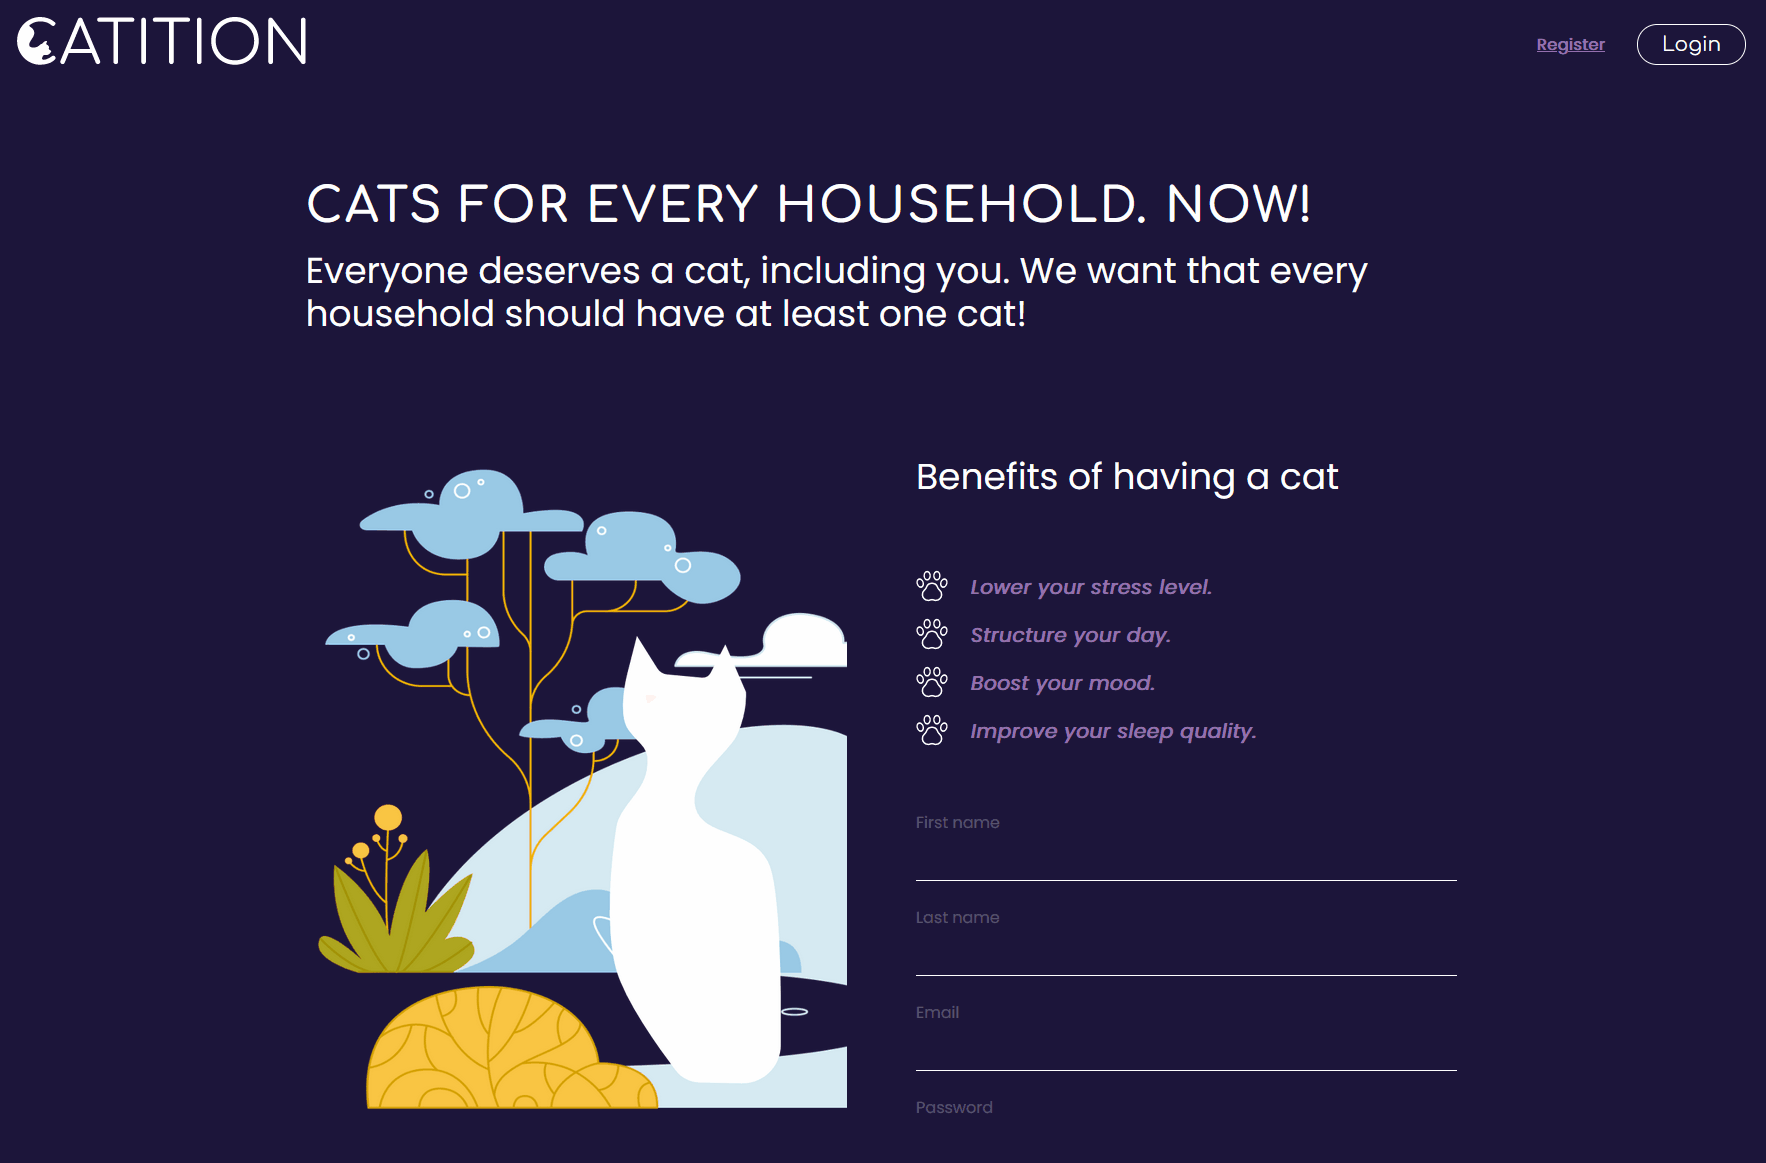 CATITION
Register
Login
CATS FOR EVERY HOUSEHOLD. NOW!
Everyone deserves a cat, including you. We want that every
household should have at least one cat!
Benefits of having a cat
Lower your stress level.
Structure your day.
Boost your mood.
Improve your sleep quality.
First name
Last name
Email
Password